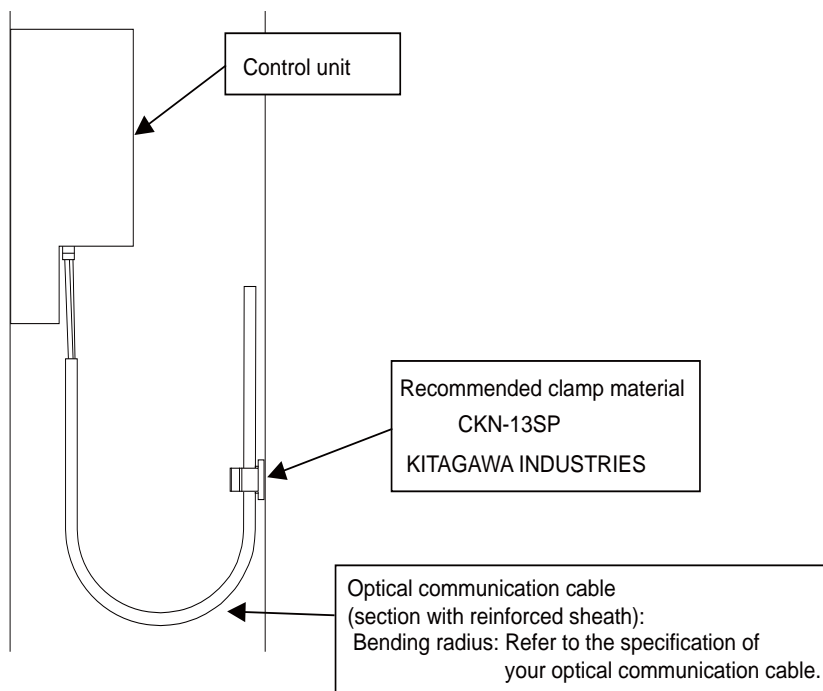 Control unit
Recommended clamp material
CKN-13SP
KITAGAWA INDUSTRIES
Optical communication cable
(section with reinforced sheath):
Bending radius: Refer to the specification of
your optical communication cable.